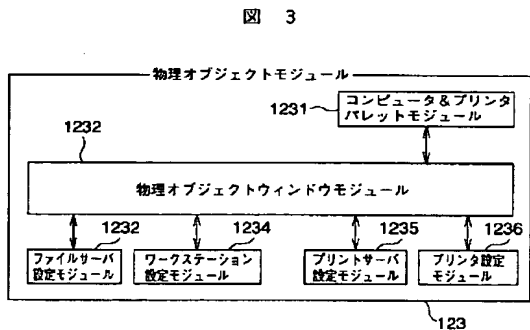 図 3
物理オブジェクトモジュール
1231
コンピュータ&プリンタ
パレットモジュール
1232
物理オブジェクトウィンドウモジュール
1232
ファイルサーバ
設定モジュール
1234
ワークステーション
設定モジュール
1235
プリントサーバ
設定モジュール
1236
プリンタ設定
モジュール
123